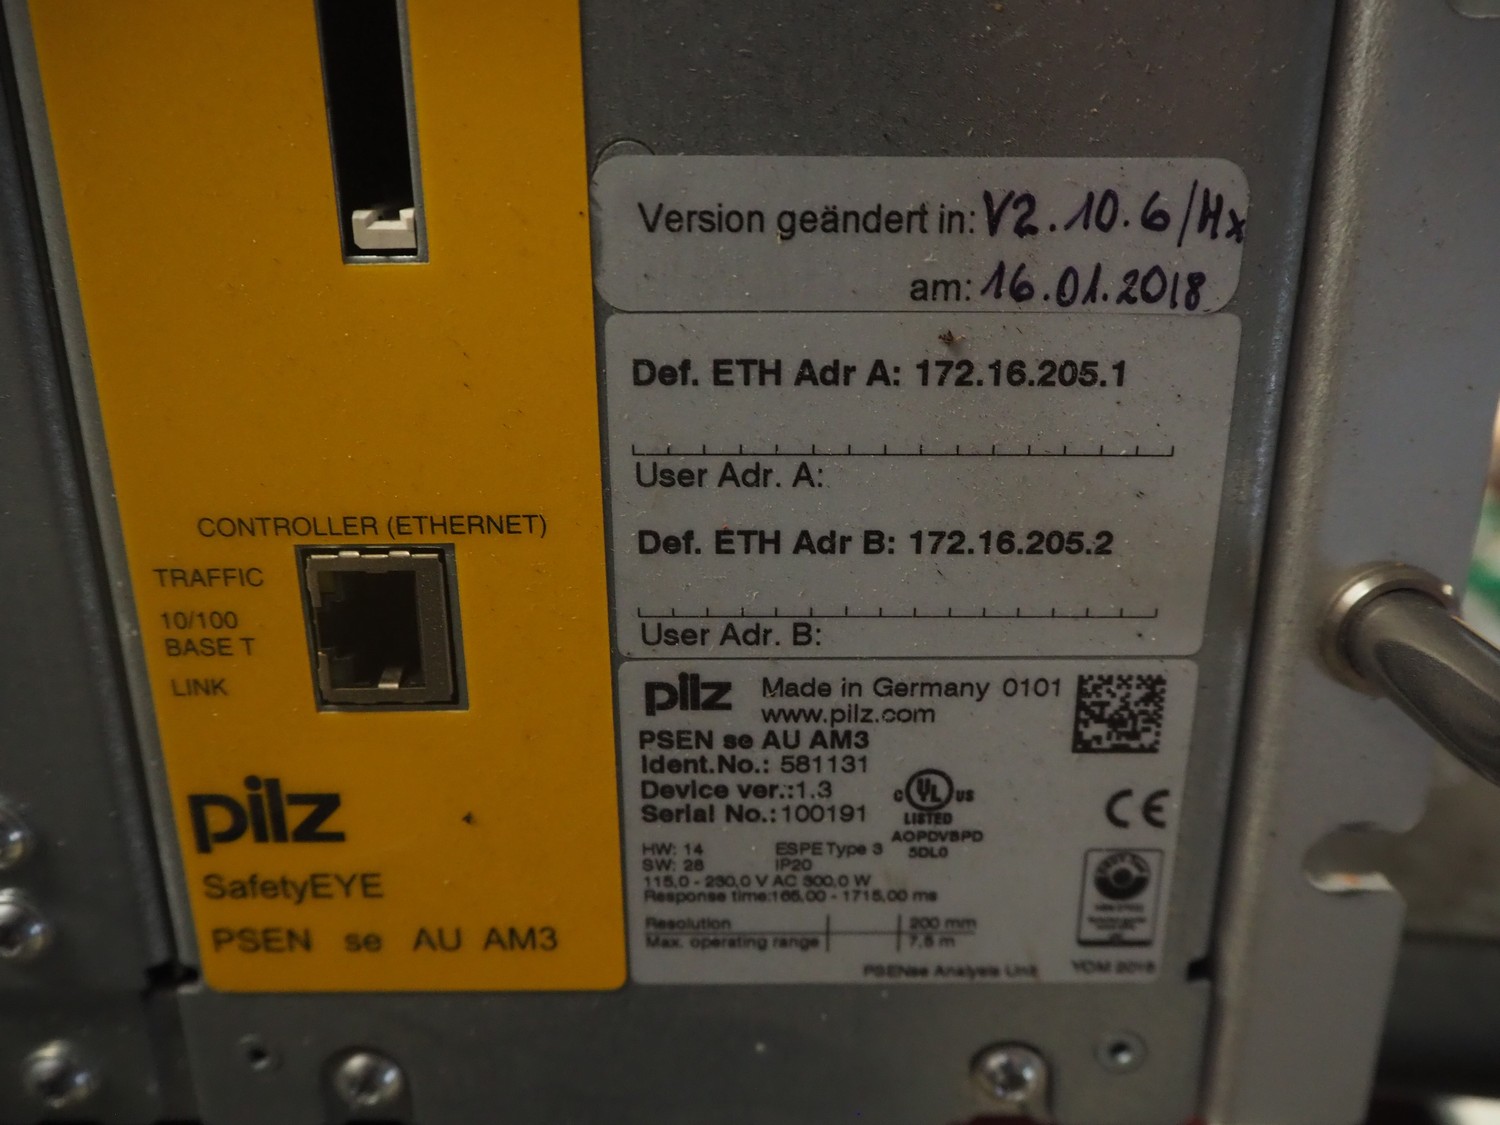 CONTROLLER (ETHERNET)
TRAFFIC
10/100
BASE T
LINK
pilz
SafetyEYE
PSEN se AU AM3
Version geändert in: V2.10.6/Hx
am: 16.01.2018
Def. ETH Adr A: 172.16.205.1
User Adr. A:
Def. ETH Adr B: 172.16.205.2
User Adr. B:
pilz Made in Germany 0101
www.pilz.com
PSEN se AU AM3
Ident.No.: 581131
Device ver.:1.3
Serial No.:100191
C UL US
LISTED
AOPDVBPD
5DL0
CE
HW: 14 ESPE Type 3
SW: 28 IP20
115,0 - 230,0 V AC 300,0 W
Response time:165.00 - 1715,00 ms
Resolution 200 mm
Max. operating range 7,5 m
PSENse Analysis Unit